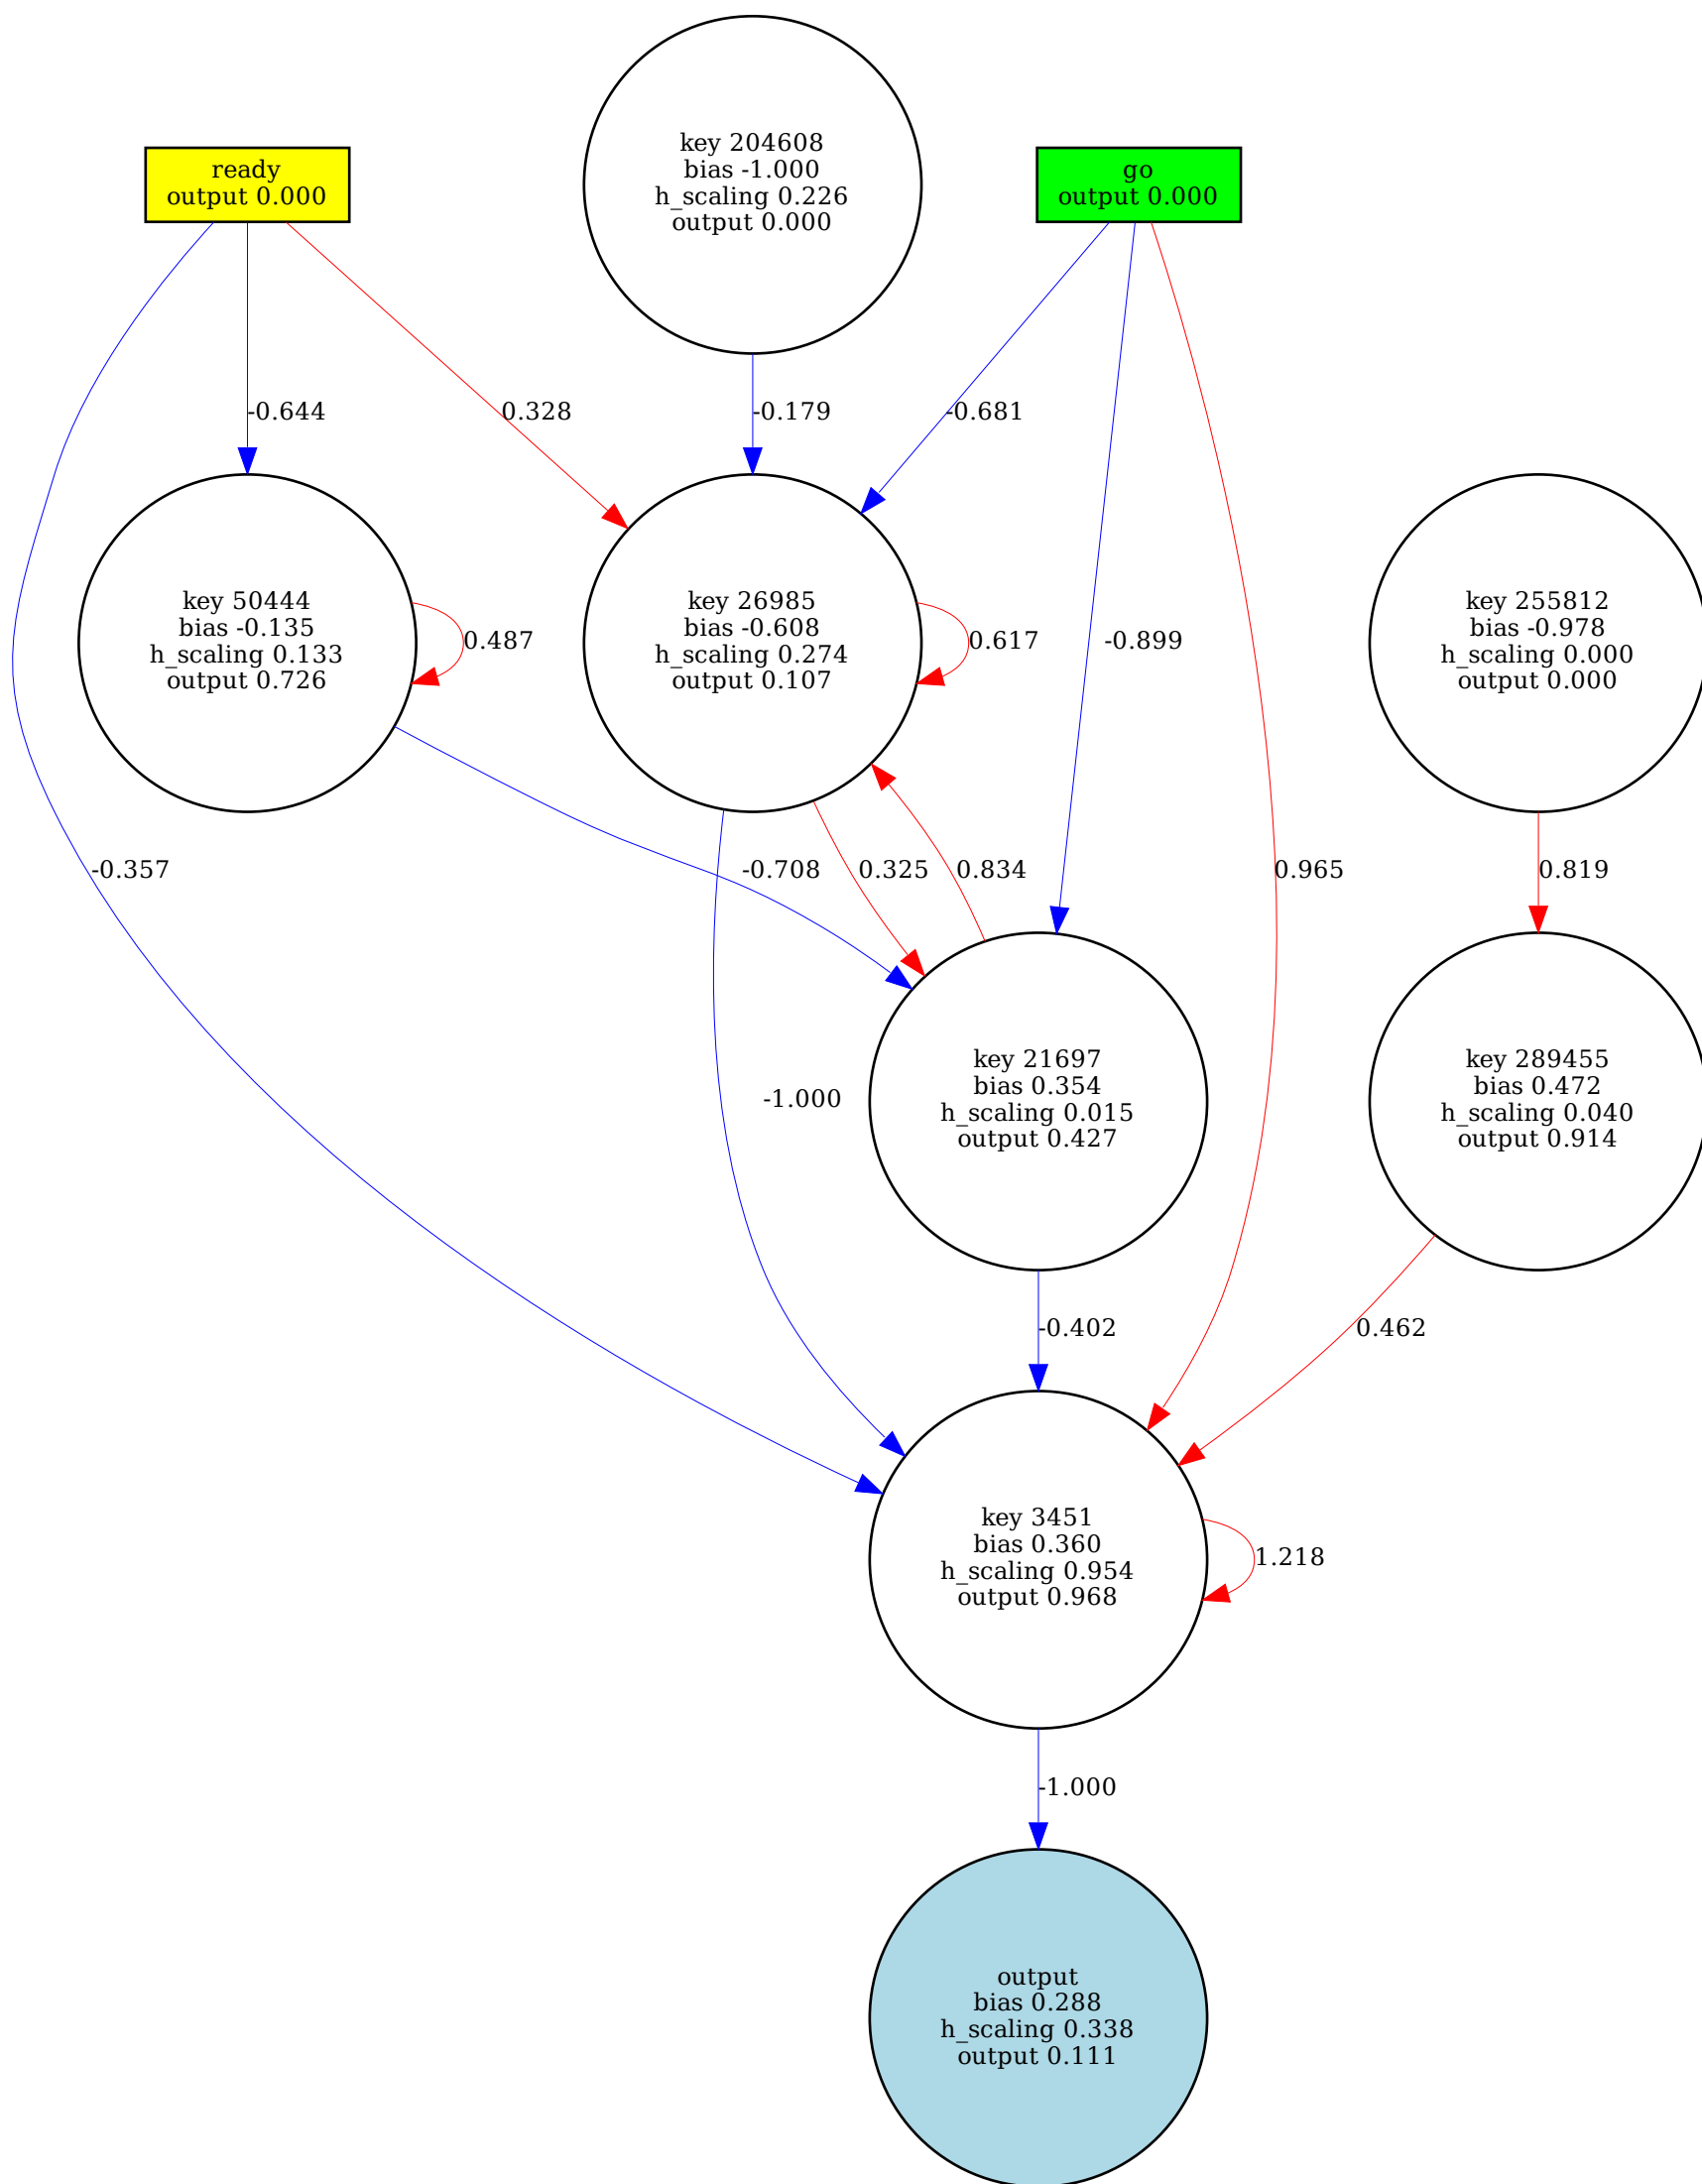 key 204608
bias -1.000
h_scaling 0.226
output 0.000
ready
output 0.000
go
output 0.000
-0.644
0.328
-0.179
-0.681
key 50444
bias -0.135
h_scaling 0.133
output 0.726
0.487
key 26985
bias -0.608
h_scaling 0.274
output 0.107
0.617
-0.899
key 255812
bias -0.978
h_scaling 0.000
output 0.000
-0.357
-0.708
0.325
0.834
0.965
0.819
-1.000
key 21697
bias 0.354
h_scaling 0.015
output 0.427
key 289455
bias 0.472
h_scaling 0.040
output 0.914
-0.402
0.462
key 3451
bias 0.360
h_scaling 0.954
output 0.968
1.218
-1.000
output
bias 0.288
h_scaling 0.338
output 0.111